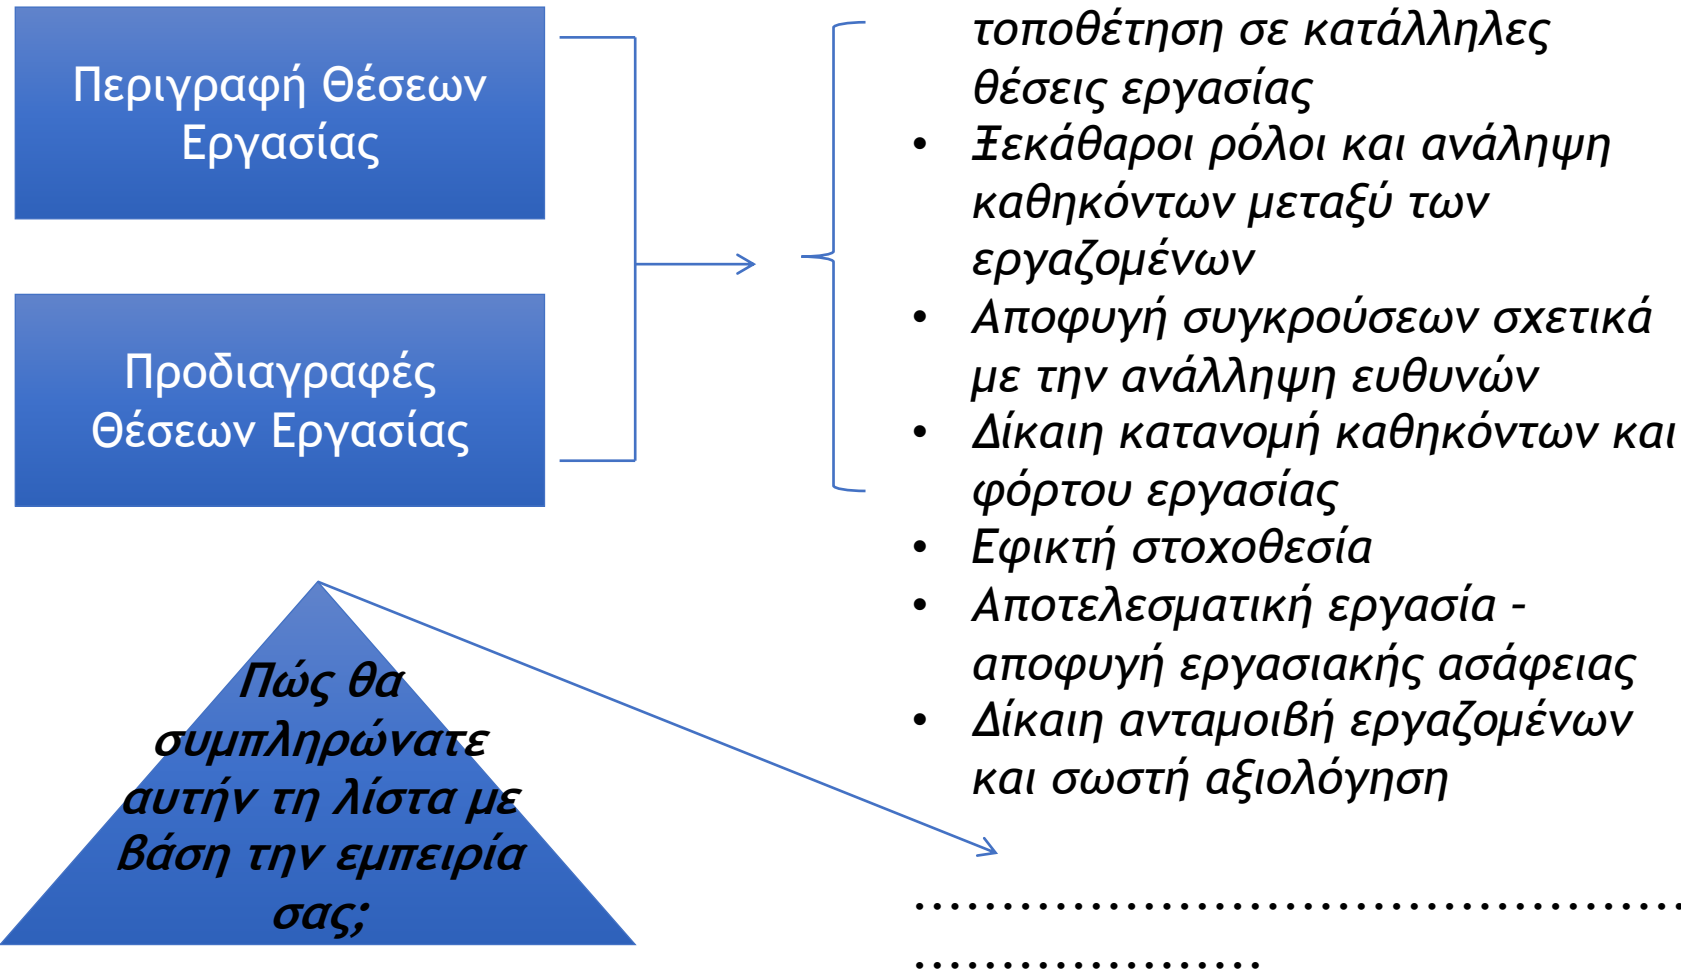 Περιγραφή Θέσεων
Εργασίας
Προδιαγραφές
Θέσεων Εργασίας
Πώς θα
συμπληρώνατε
αυτήν τη λίστα με
βάση την εμπειρία
σας;
τοποθέτηση σε κατάλληλες
θέσεις εργασίας
• Ξεκάθαροι ρόλοι και ανάληψη
καθηκόντων μεταξύ των
εργαζομένων
• Αποφυγή συγκρούσεων σχετικά
με την ανάλληψη ευθυνών
• Δίκαιη κατανομή καθηκόντων και
φόρτου εργασίας
• Εφικτή στοχοθεσία
• Αποτελεσματική εργασία -
αποφυγή εργασιακής ασάφειας
• Δίκαιη ανταμοιβή εργαζομένων
και σωστή αξιολόγηση
............................................
....................